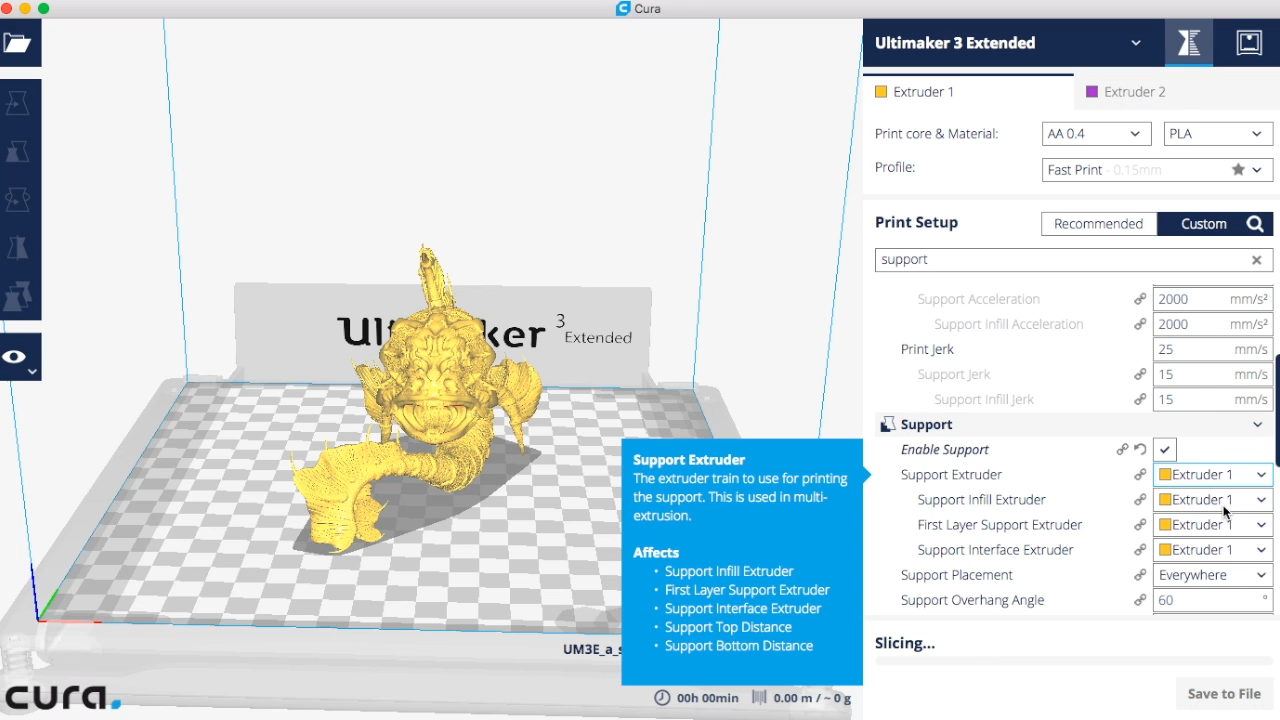 Cura
Ultimaker 3 Extended
Extruder 1
Extruder 2
Print core & Material:
AA 0.4
PLA
Profile:
Fast Print - 0.15mm
Print Setup
Recommended
Custom
support
Support Acceleration
2000 mm/s²
Support Infill Acceleration
2000 mm/s²
Print Jerk
25 mm/s
Support Jerk
15 mm/s
Support Infill Jerk
15 mm/s
Support
Enable Support
Support Extruder
Extruder 1
Support Infill Extruder
Extruder 1
First Layer Support Extruder
Extruder 1
Support Interface Extruder
Extruder 1
Support Placement
Everywhere
Support Overhang Angle
60 °
Slicing...
Save to File
3
Extended
Support Extruder
The extruder train to use for printing
the support. This is used in multi-
extrusion.
Affects
• Support Infill Extruder
• First Layer Support Extruder
• Support Interface Extruder
• Support Top Distance
• Support Bottom Distance
UM3E_a_s
00h 00min
0.00 m / ~ 0 g
cura.